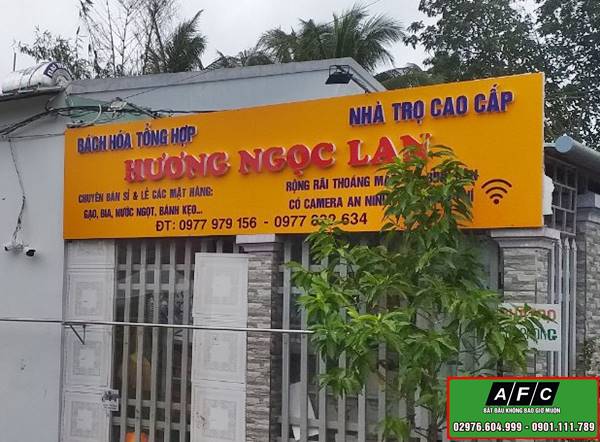 BÁCH HÓA TỔNG HỢP
NHÀ TRỌ CAO CẤP
HƯƠNG NGỌC LAN
CHUYÊN BÁN SỈ & LẺ CÁC MẶT HÀNG:
GẠO, BIA, NƯỚC NGỌT, BÁNH KẸO...
RỘNG RÃI THOÁNG
CÓ CAMERA AN NINH
ĐT: 0977 979 156 - 0977 634
AFC
BẮT ĐẦU KHÔNG BAO GIỜ MUỘN
02976.604.999 - 0901.111.789